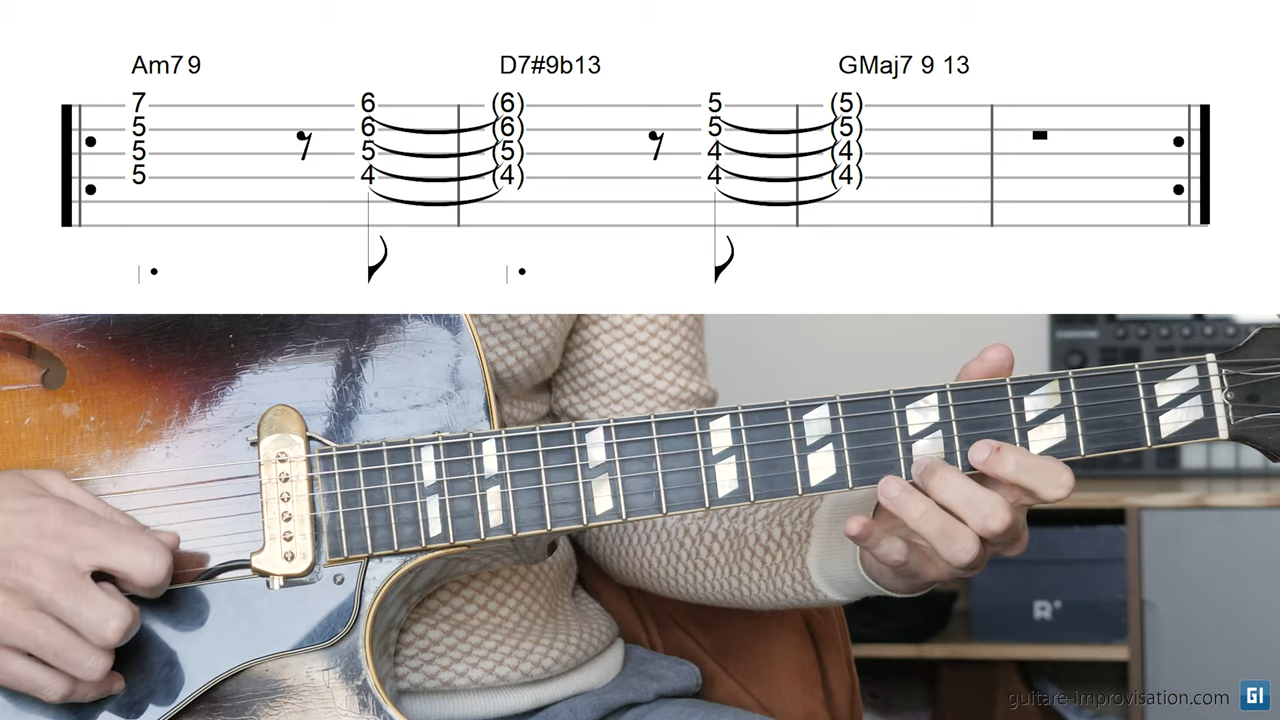 Am7 9 D7#9b13 GMaj7 9 13
7 6 (6) 5 (5)
5 6 (6) 5 (5)
5 5 (5) 4 (4)
5 4 (4) 4 (4)
R°
guitare-improvisation.com GI